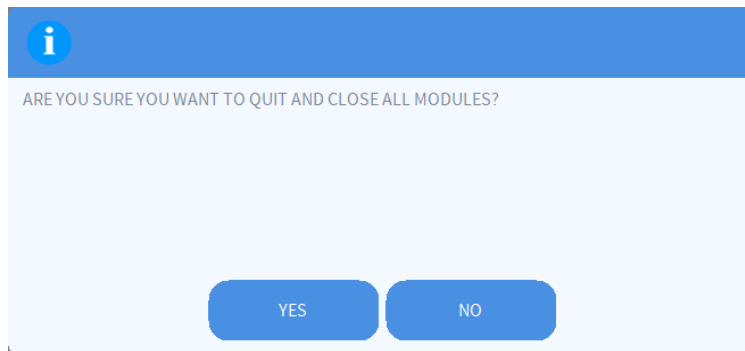 i
ARE YOU SURE YOU WANT TO QUIT AND CLOSE ALL MODULES?
YES
NO